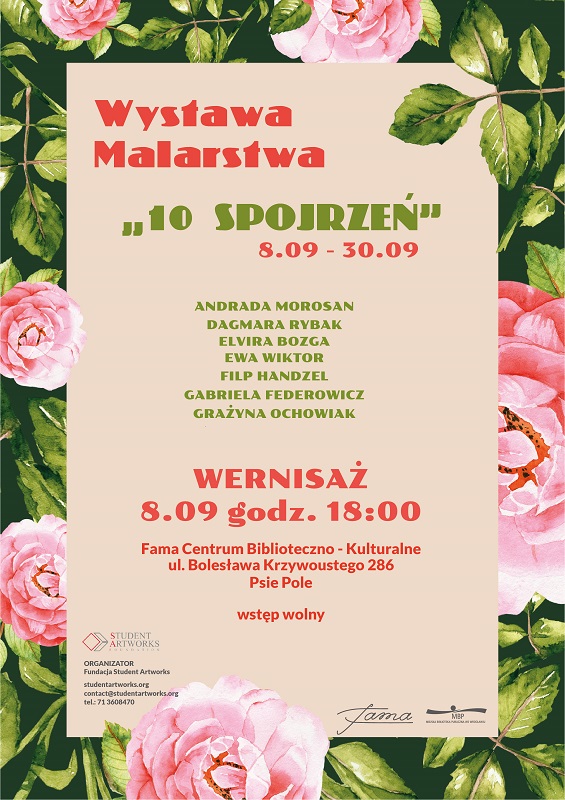 Wystawa
Malarstwa
„10 SPOJRZEŃ”
8.09 - 30.09
ANDRADA MOROSAN
DAGMARA RYBAK
ELVIRA BOZGA
EWA WIKTOR
FILP HANDZEL
GABRIELA FEDEROWICZ
GRAŻYNA OCHOWIAK
WERNISAŻ
8.09 godz. 18:00
Fama Centrum Biblioteczno - Kulturalne
ul. Bolesława Krzywoustego 286
Psie Pole
wstęp wolny
STUDENT
ARTWORKS
ORGANIZATOR
Fundacja Student Artworks
studentartworks.org
contact@studentartworks.org
tel.: 71 3608470
fama
MBP